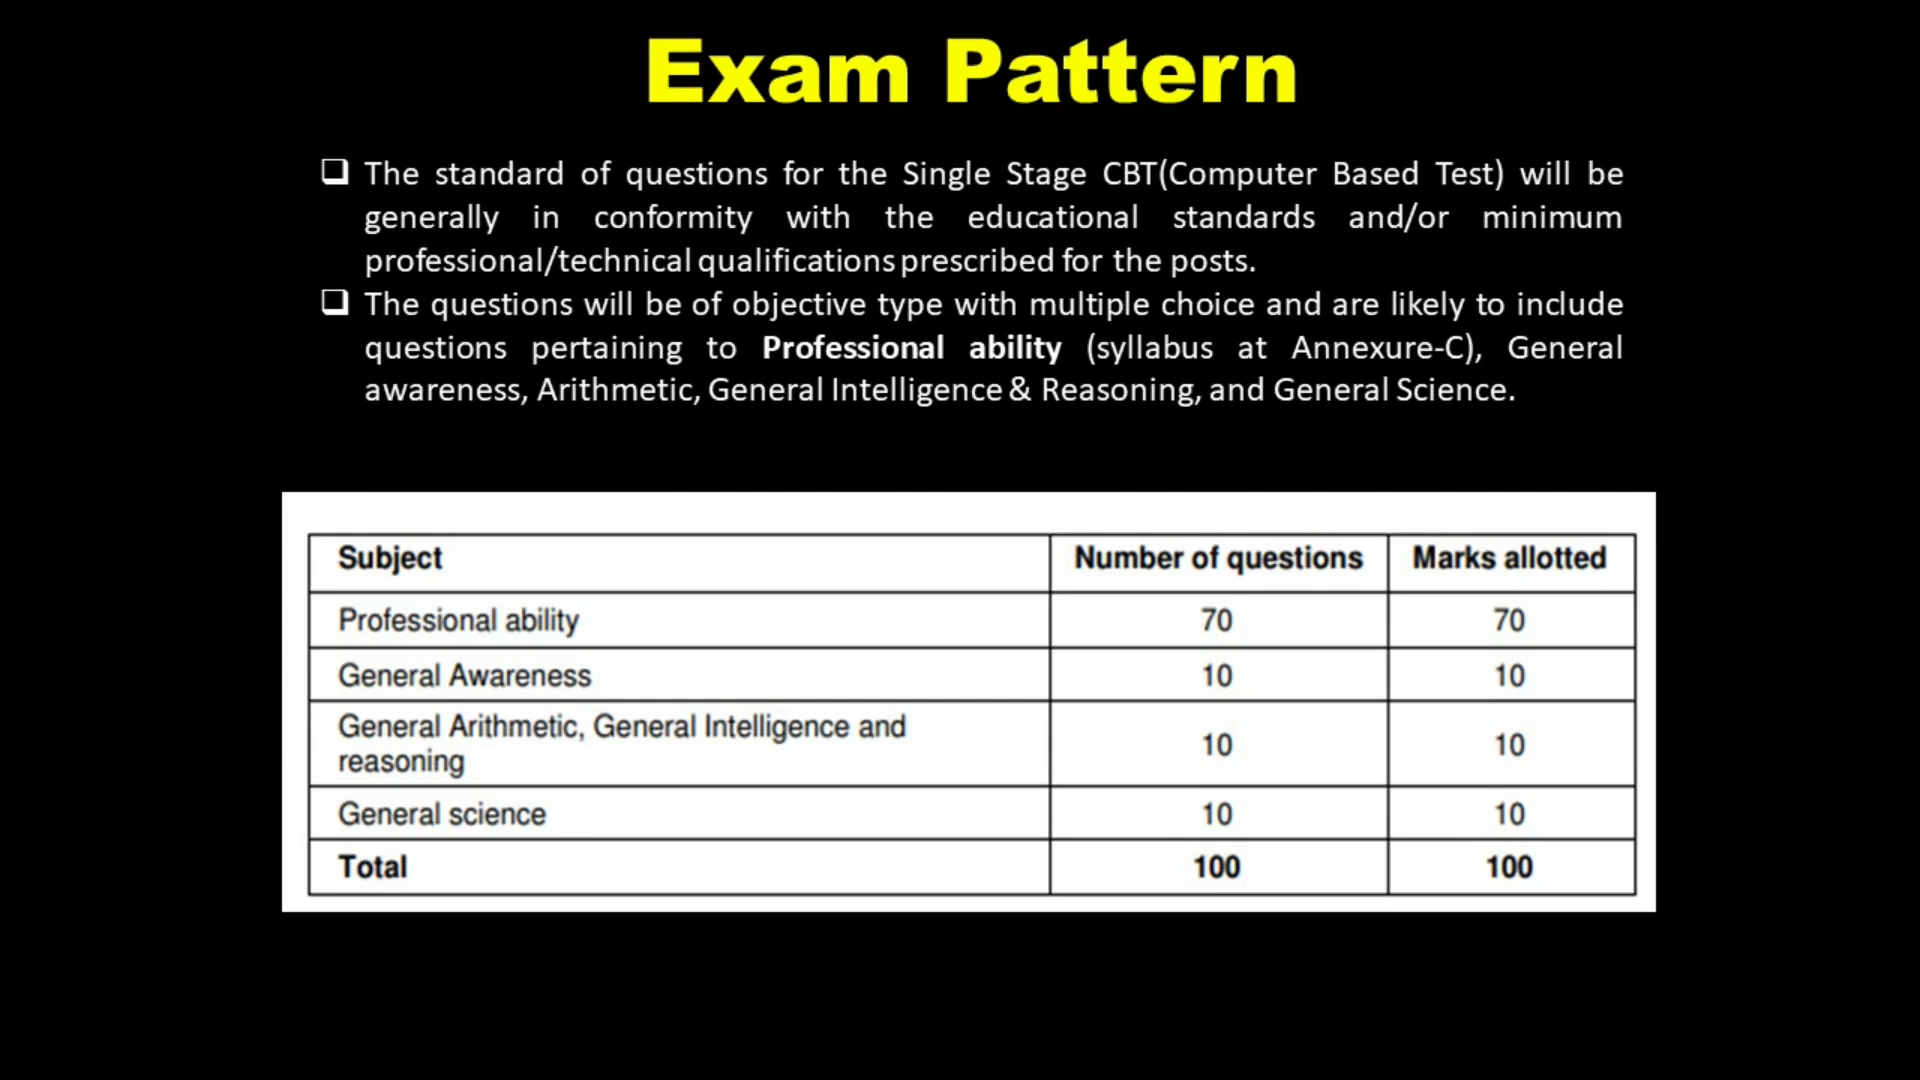 Exam Pattern
❑ The standard of questions for the Single Stage CBT(Computer Based Test) will be
generally in conformity with the educational standards and/or minimum
professional/technical qualifications prescribed for the posts.
❑ The questions will be of objective type with multiple choice and are likely to include
questions pertaining to Professional ability (syllabus at Annexure-C), General
awareness, Arithmetic, General Intelligence & Reasoning, and General Science.
Subject Number of questions Marks allotted
Professional ability 70 70
General Awareness 10 10
General Arithmetic, General Intelligence and
reasoning 10 10
General science 10 10
Total 100 100